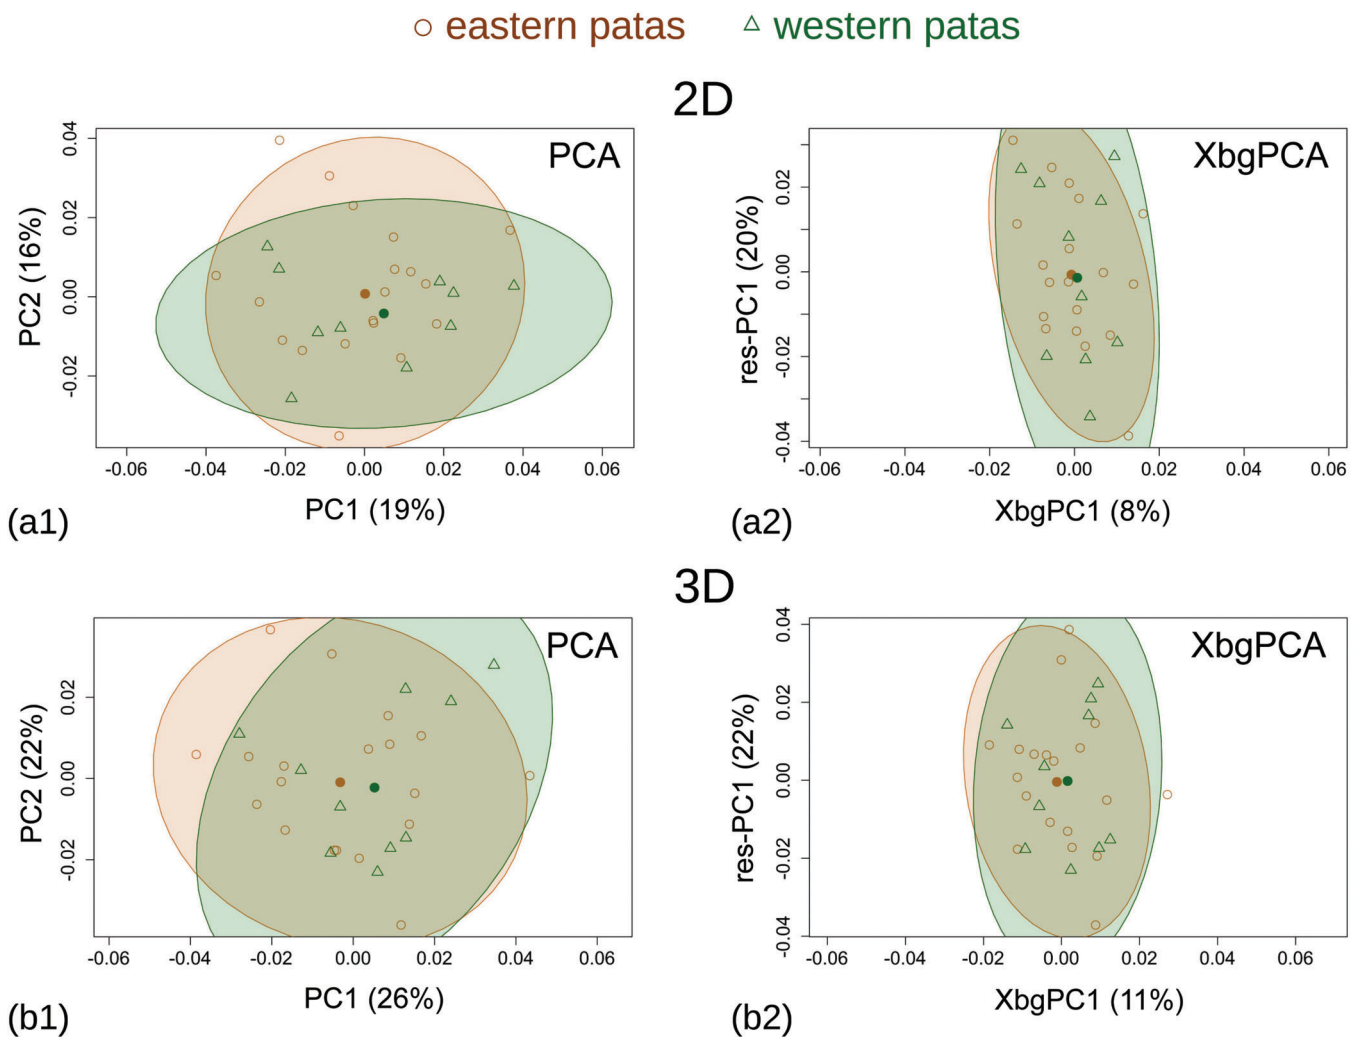 eastern patas western patas
2D
PCA
PC2 (16%)
0.04
0.02
0.00
-0.02
-0.06 -0.04 -0.02 0.00 0.02 0.04 0.06
PC1 (19%)
(a1)
XbgPCA
res-PC1 (20%)
0.02
0.00
-0.02
-0.04
-0.06 -0.04 -0.02 0.00 0.02 0.04 0.06
XbgPC1 (8%)
(a2)
3D
PCA
PC2 (22%)
0.02
0.00
-0.02
-0.06 -0.04 -0.02 0.00 0.02 0.04 0.06
PC1 (26%)
(b1)
XbgPCA
res-PC1 (22%)
0.04
0.02
0.00
-0.02
-0.04
-0.06 -0.04 -0.02 0.00 0.02 0.04 0.06
XbgPC1 (11%)
(b2)